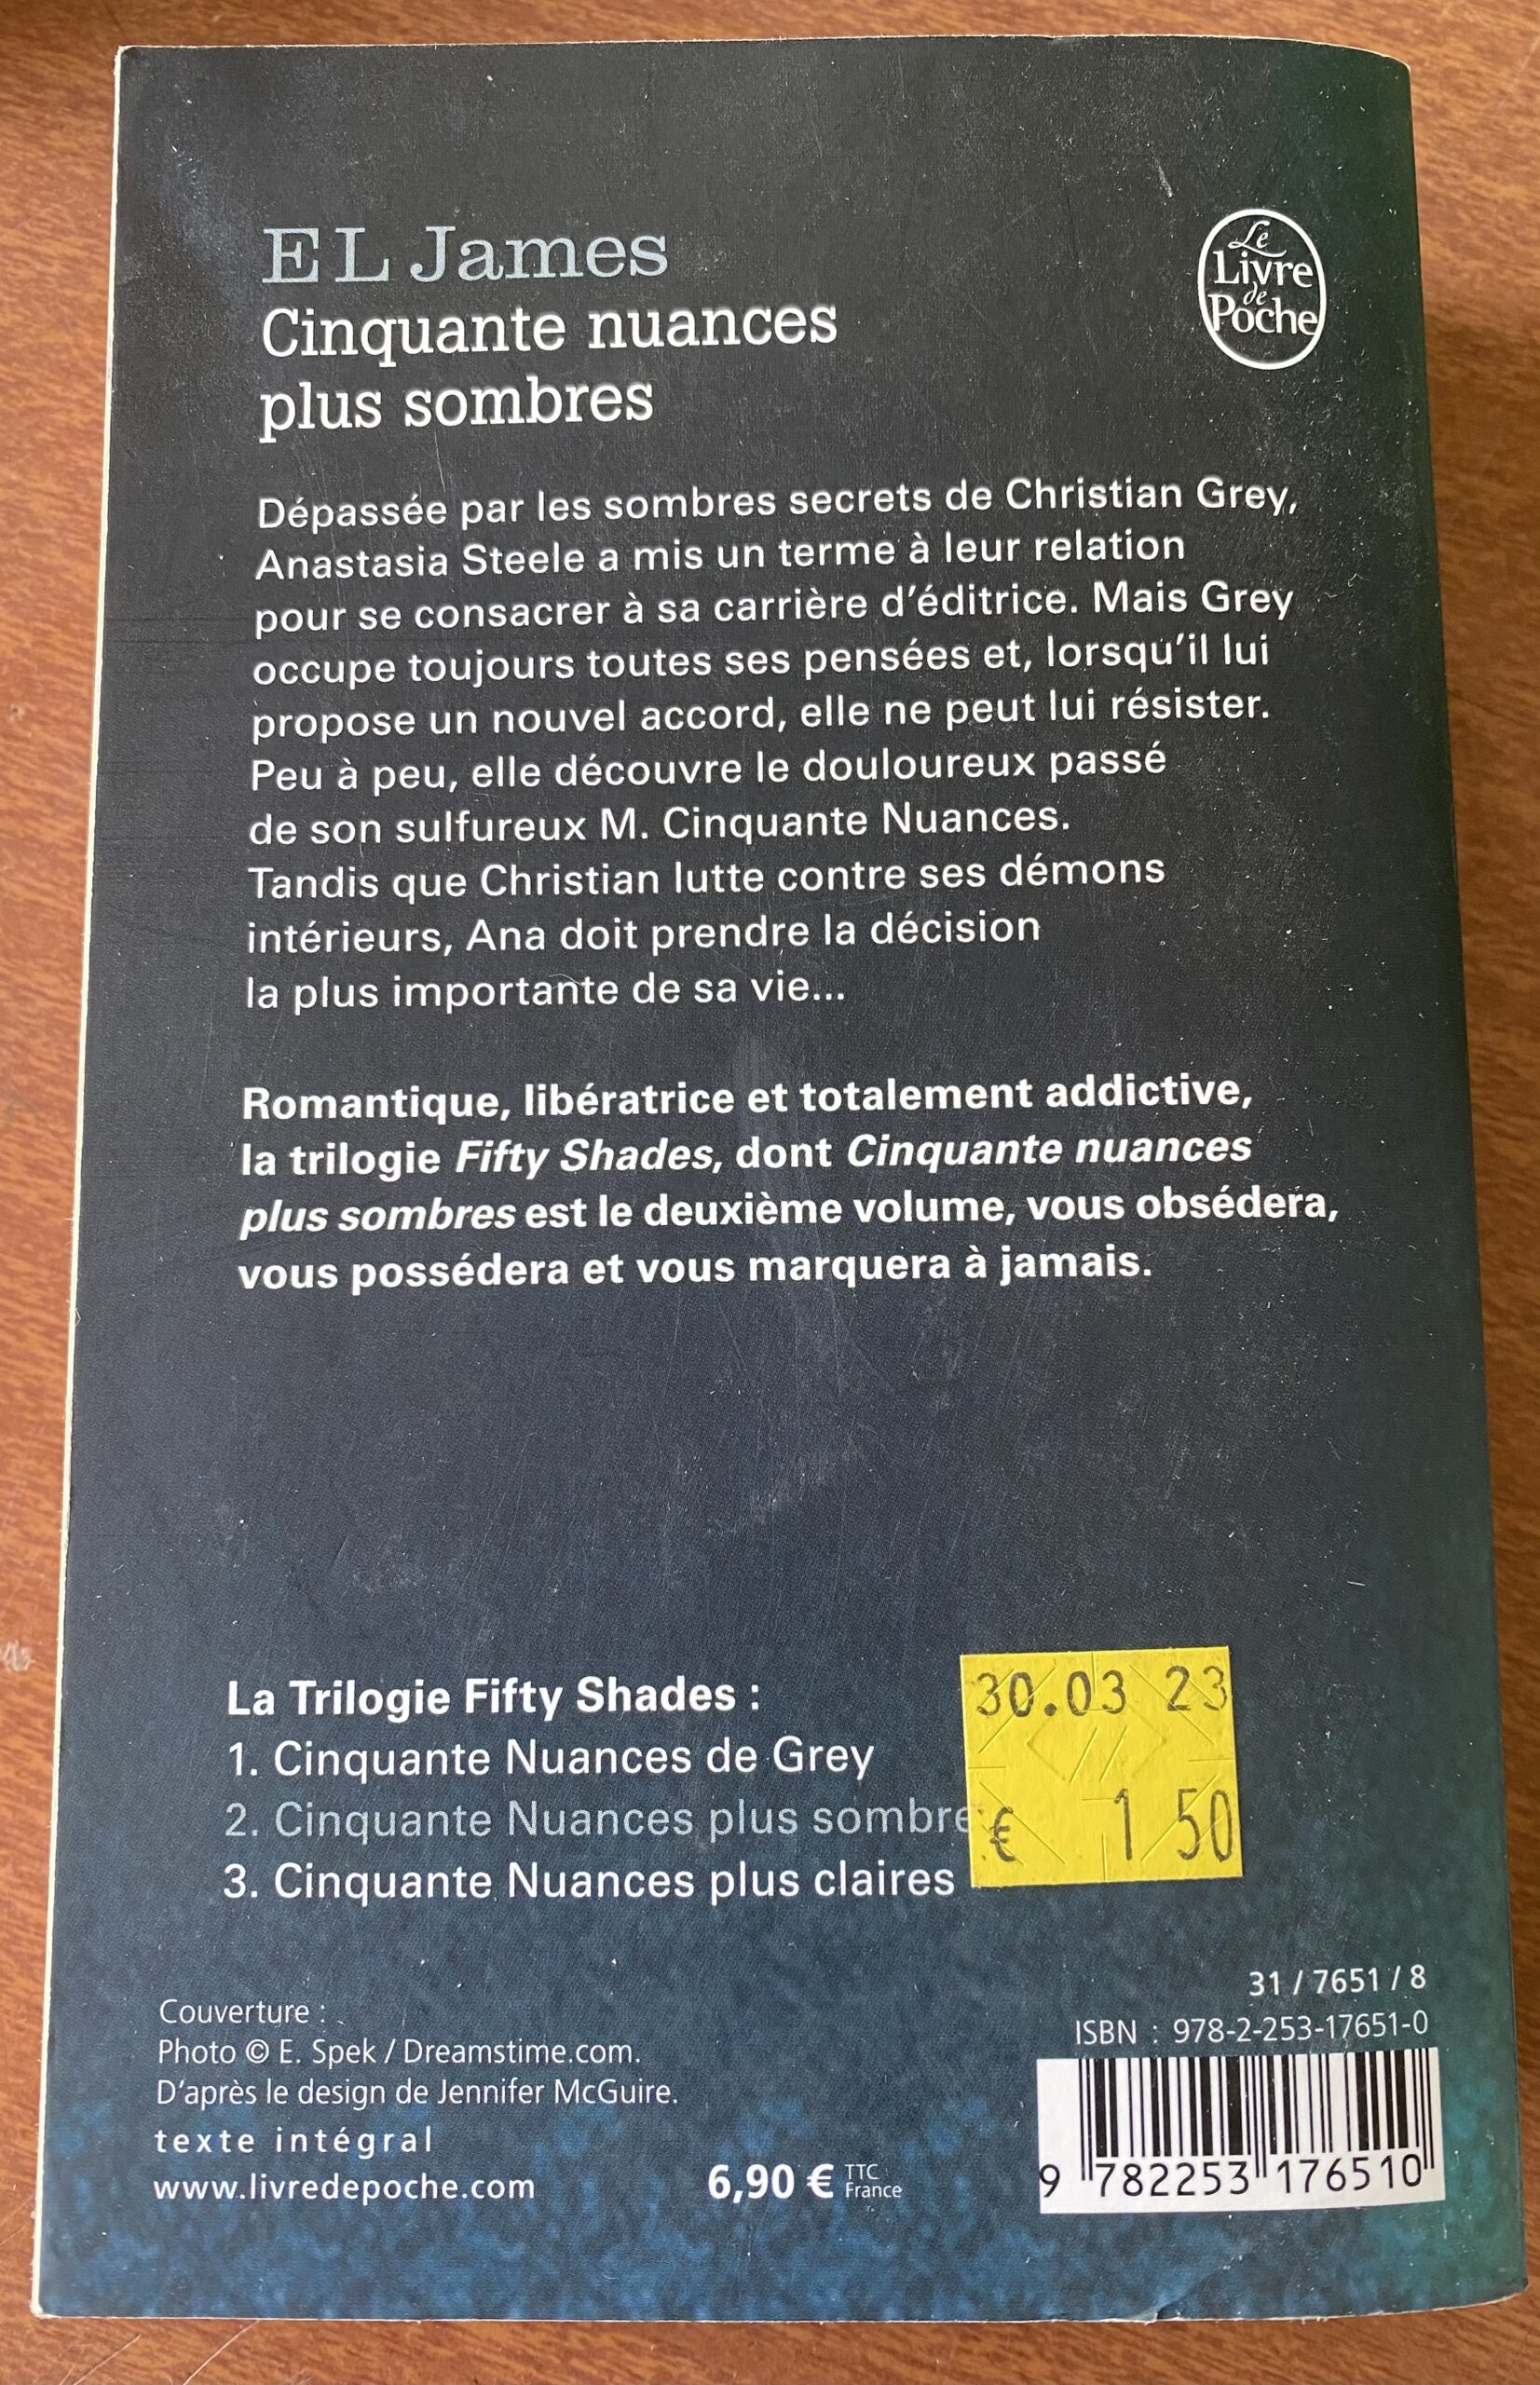 E L James
Cinquante nuances
plus sombres
Le
Livre
de
Poche
Dépassée par les sombres secrets de Christian Grey,
Anastasia Steele a mis un terme à leur relation
pour se consacrer à sa carrière d'éditrice. Mais Grey
occupe toujours toutes ses pensées et, lorsqu'il lui
propose un nouvel accord, elle ne peut lui résister.
Peu à peu, elle découvre le douloureux passé
de son sulfureux M. Cinquante Nuances.
Tandis que Christian lutte contre ses démons
intérieurs, Ana doit prendre la décision
la plus importante de sa vie...
Romantique, libératrice et totalement addictive,
la trilogie Fifty Shades, dont Cinquante nuances
plus sombres est le deuxième volume, vous obsédera,
vous possédera et vous marquera à jamais.
La Trilogie Fifty Shades :
1. Cinquante Nuances de Grey
2. Cinquante Nuances plus sombre
3. Cinquante Nuances plus claires
30.03 23
€ 1 50
Couverture :
Photo © E. Spek / Dreamstime.com.
D'après le design de Jennifer McGuire.
texte intégral
www.livredepoche.com
6,90 € TTC
France
31 / 7651 / 8
ISBN : 978-2-253-17651-0
9 782253 176510